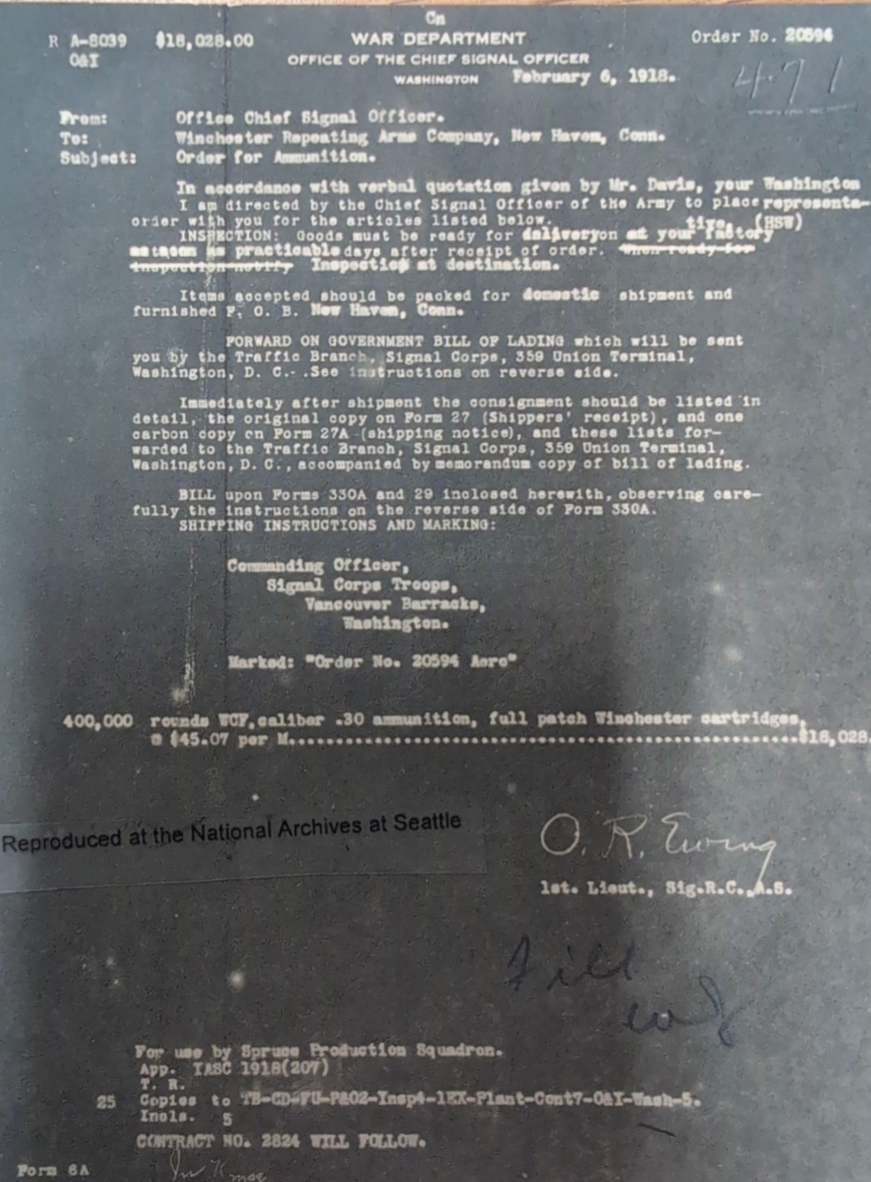 Cn
R A-8039 $18,028.00 WAR DEPARTMENT Order No. 20594
O&I OFFICE OF THE CHIEF SIGNAL OFFICER
WASHINGTON February 6, 1918.
471
From: Office Chief Signal Officer.
To: Winchester Repeating Arms Company, New Haven, Conn.
Subject: Order for Ammunition.
In accordance with verbal quotation given by Mr. Davis, your Washington
I am directed by the Chief Signal Officer of the Army to place representa-
order with you for the articles listed below. tive. (HSW)
INSPECTION: Goods must be ready for delivery on at your factory
as soon as practicable days after receipt of order. When ready for
inspection notify Inspection at destination.
Items accepted should be packed for domestic shipment and
furnished F. O. B. New Haven, Conn.
FORWARD ON GOVERNMENT BILL OF LADING which will be sent
you by the Traffic Branch, Signal Corps, 359 Union Terminal,
Washington, D. C. See instructions on reverse side.
Immediately after shipment the consignment should be listed in
detail, the original copy on Form 27 (Shippers' receipt), and one
carbon copy on Form 27A (shipping notice), and these lists for-
warded to the Traffic Branch, Signal Corps, 359 Union Terminal,
Washington, D. C., accompanied by memorandum copy of bill of lading.
BILL upon Forms 330A and 29 inclosed herewith, observing care-
fully the instructions on the reverse side of Form 330A.
SHIPPING INSTRUCTIONS AND MARKING:
Commanding Officer,
Signal Corps Troops,
Vancouver Barracks,
Washington.
Marked: "Order No. 20594 Aero"
400,000 rounds WCF, caliber .30 ammunition, full patch Winchester cartridges,
@ $45.07 per M..........................................................$18,028.
Reproduced at the National Archives at Seattle
O. R. Ewing
1st. Lieut., Sig.R.C.,A.S.
Fill
For use by Spruce Production Squadron.
App. TASC 1918(207)
T. R.
25 Copies to TB-CD-FU-P&O2-Insp4-1EX-Plant-Cont7-O&I-Wash-5.
Incls. 5
CONTRACT NO. 2824 WILL FOLLOW.
Form 6A